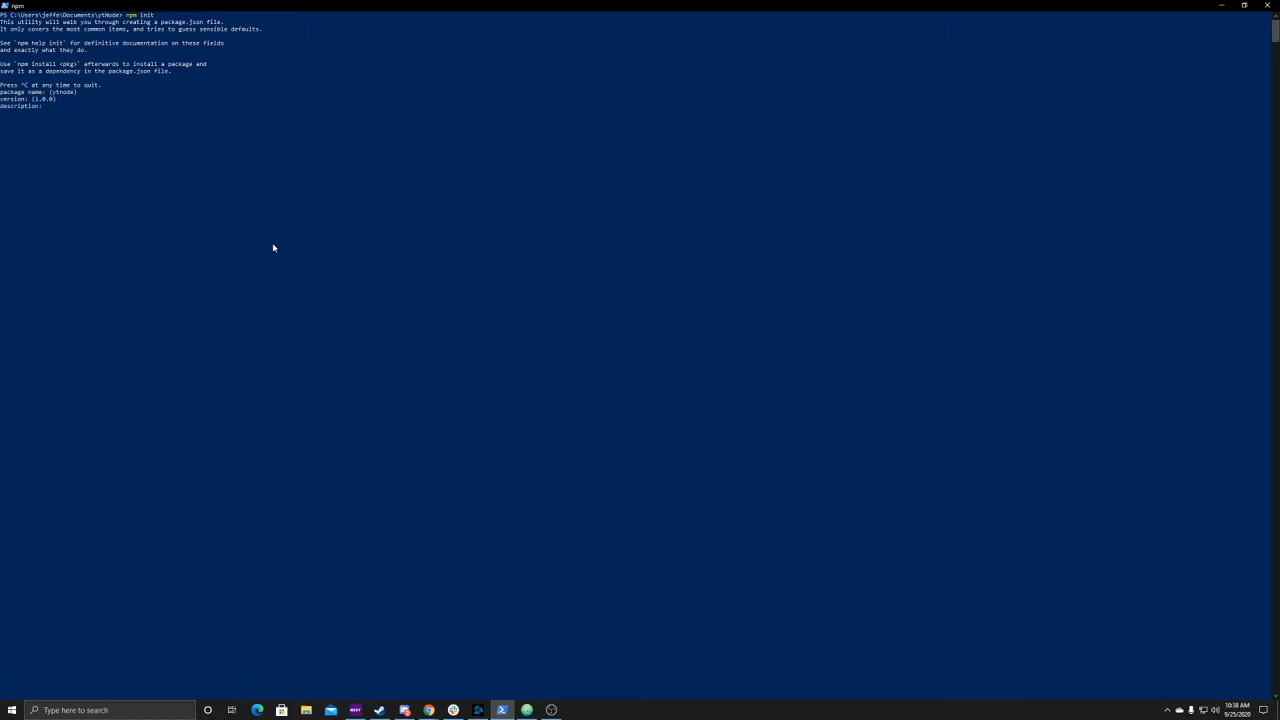 npm
PS C:\Users\jeffe\Documents\ytNode> npm init
This utility will walk you through creating a package.json file.
It only covers the most common items, and tries to guess sensible defaults.
See `npm help init` for definitive documentation on these fields
and exactly what they do.
Use `npm install <pkg>` afterwards to install a package and
save it as a dependency in the package.json file.
Press ^C at any time to quit.
package name: (ytnode)
version: (1.0.0)
description:
Type here to search
NEXT
10:38 AM
9/25/2020